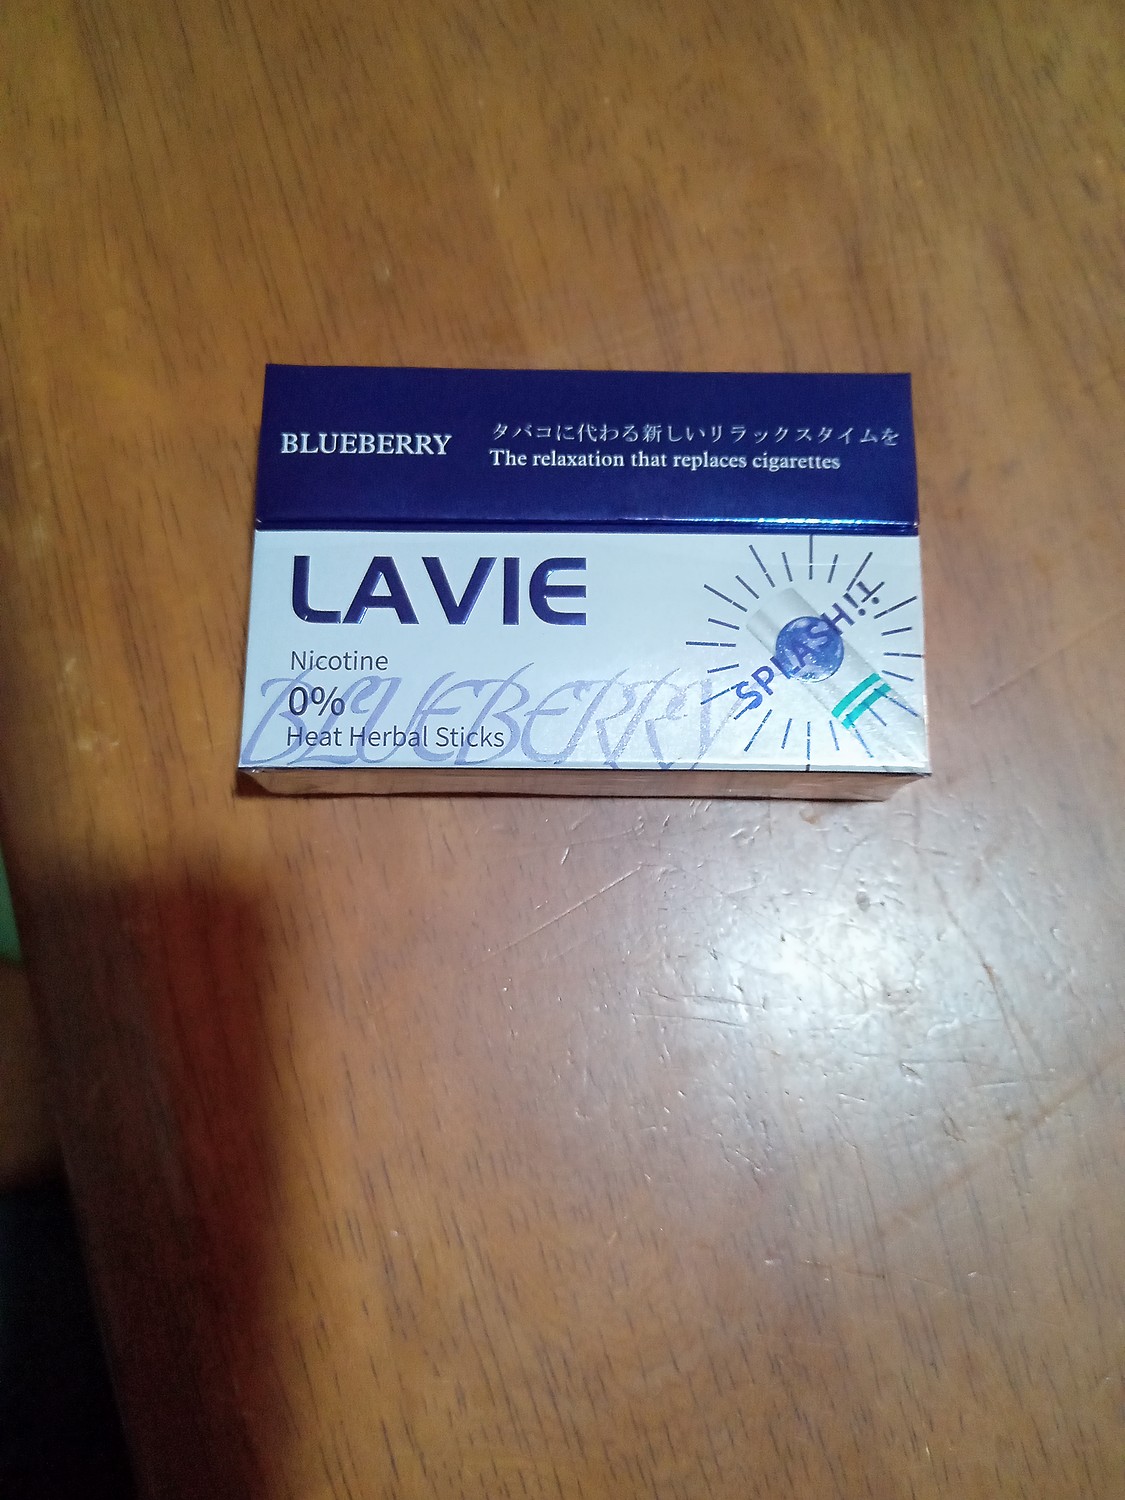 BLUEBERRY
タバコに代わる新しいリラックスタイムを
The relaxation that replaces cigarettes
LAVIE
Nicotine
0%
Heat Herbal Sticks
BLUEBERRY
SPLASH!T!